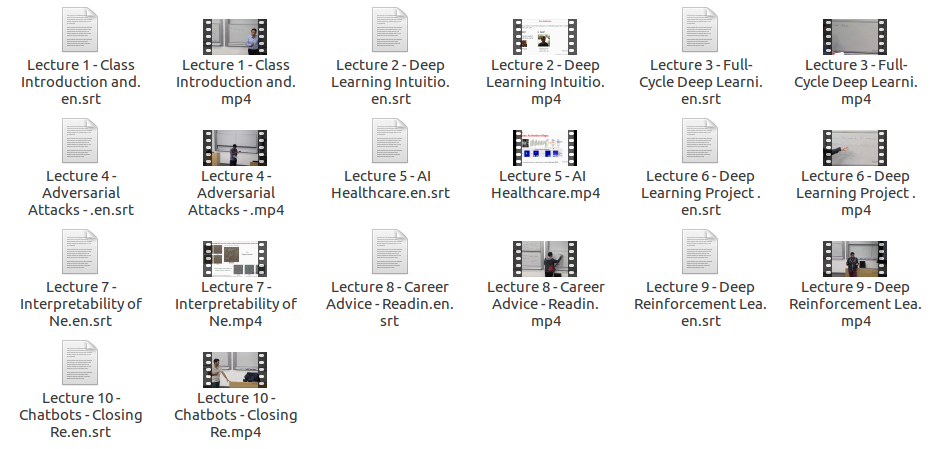 Lecture 1 - Class
Introduction and.
en.srt
Lecture 1 - Class
Introduction and.
mp4
Lecture 2 - Deep
Learning Intuitio.
en.srt
Lecture 2 - Deep
Learning Intuitio.
mp4
Lecture 3 - Full-
Cycle Deep Learni.
en.srt
Lecture 3 - Full-
Cycle Deep Learni.
mp4
Lecture 4 -
Adversarial
Attacks - .en.srt
Lecture 4 -
Adversarial
Attacks - .mp4
Lecture 5 - AI
Healthcare.en.srt
Lecture 5 - AI
Healthcare.mp4
Lecture 6 - Deep
Learning Project .
en.srt
Lecture 6 - Deep
Learning Project .
mp4
Lecture 7 -
Interpretability of
Ne.en.srt
Lecture 7 -
Interpretability of
Ne.mp4
Lecture 8 - Career
Advice - Readin.en.
srt
Lecture 8 - Career
Advice - Readin.
mp4
Lecture 9 - Deep
Reinforcement Lea.
en.srt
Lecture 9 - Deep
Reinforcement Lea.
mp4
Lecture 10 -
Chatbots - Closing
Re.en.srt
Lecture 10 -
Chatbots - Closing
Re.mp4